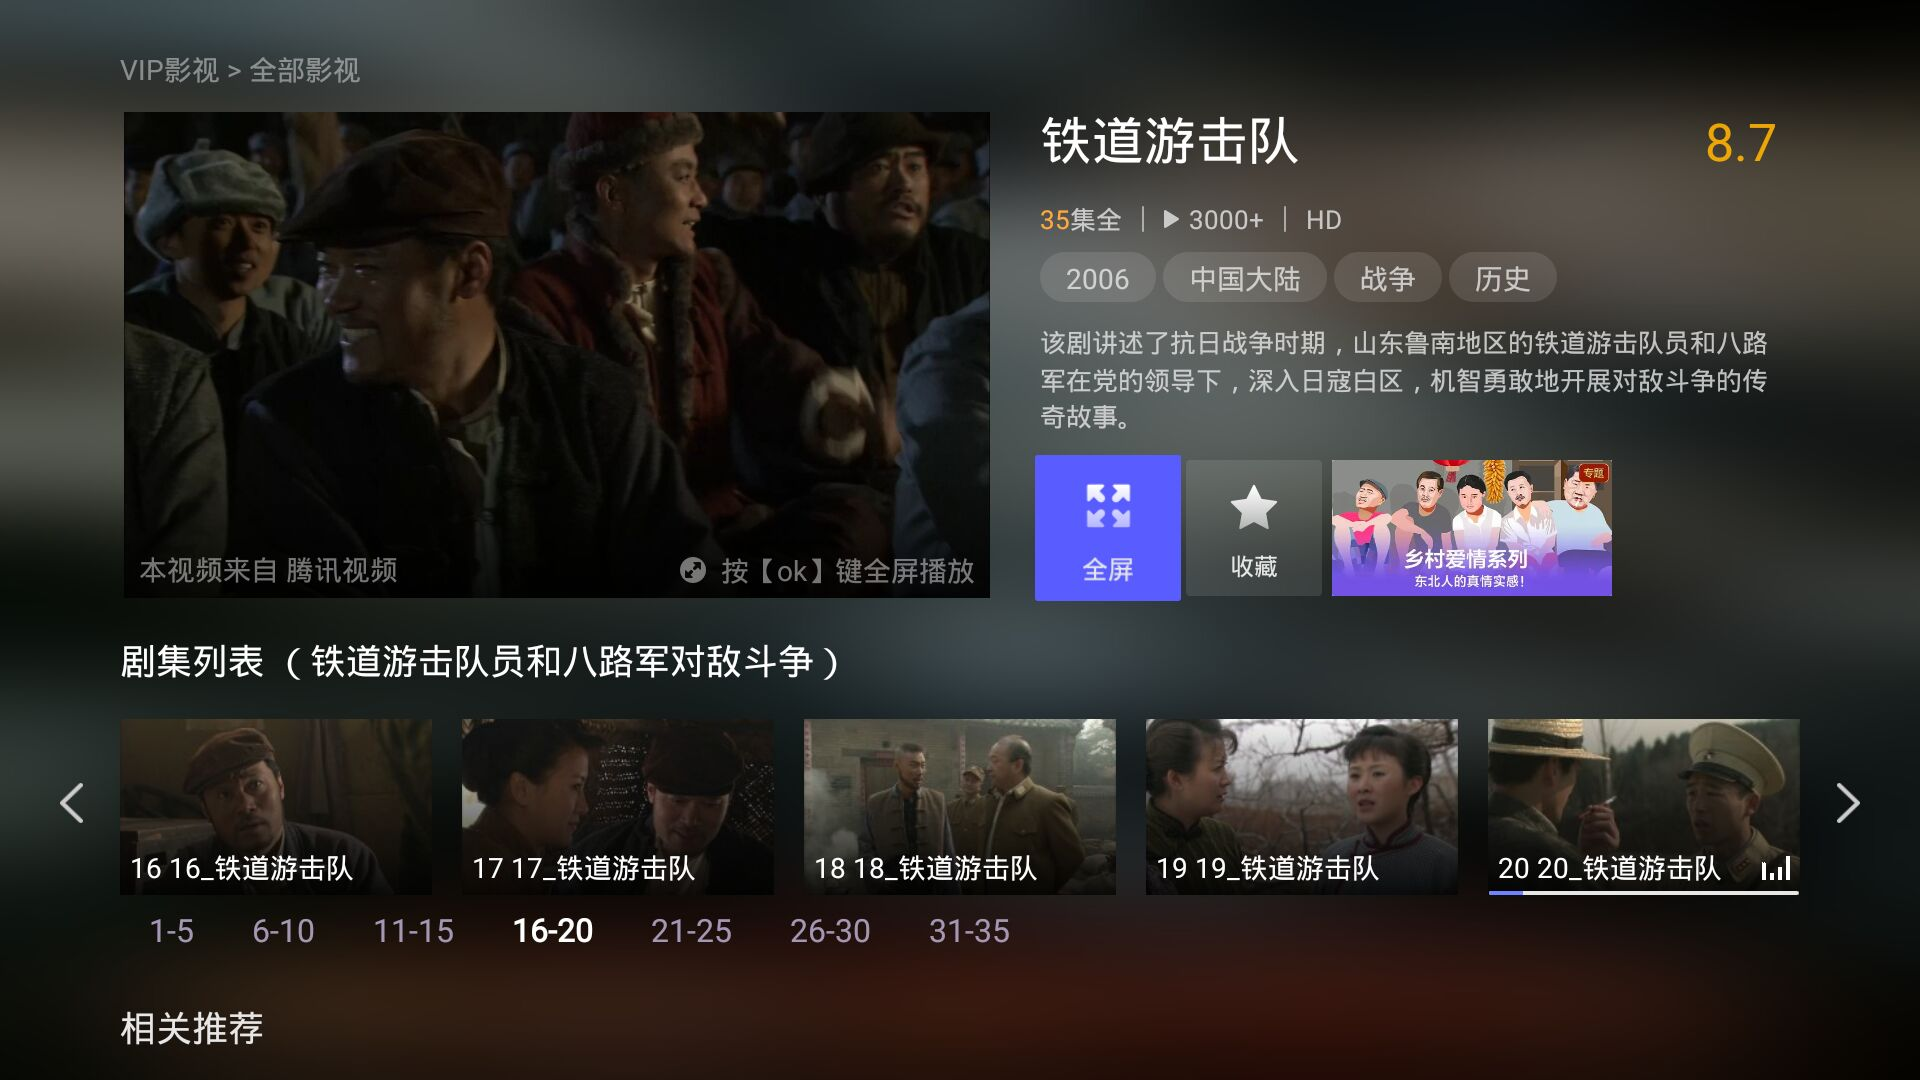 VIP影视 > 全部影视
本视频来自 腾讯视频
按【ok】键全屏播放
铁道游击队
8.7
35集全 | 3000+ | HD
2006 中国大陆 战争 历史
该剧讲述了抗日战争时期，山东鲁南地区的铁道游击队员和八路
军在党的领导下，深入日寇白区，机智勇敢地开展对敌斗争的传
奇故事。
全屏
收藏
专题
乡村爱情系列
东北人的真情实感！
剧集列表（铁道游击队员和八路军对敌斗争）
16 16_铁道游击队
17 17_铁道游击队
18 18_铁道游击队
19 19_铁道游击队
20 20_铁道游击队
1-5 6-10 11-15 16-20 21-25 26-30 31-35
相关推荐